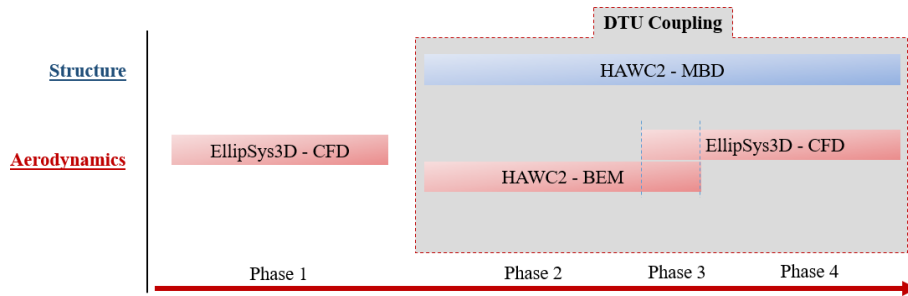 DTU Coupling
Structure
HAWC2 - MBD
EllipSys3D - CFD
EllipSys3D - CFD
Aerodynamics
HAWC2 - BEM
Phase 1
Phase 2
Phase 3
Phase 4